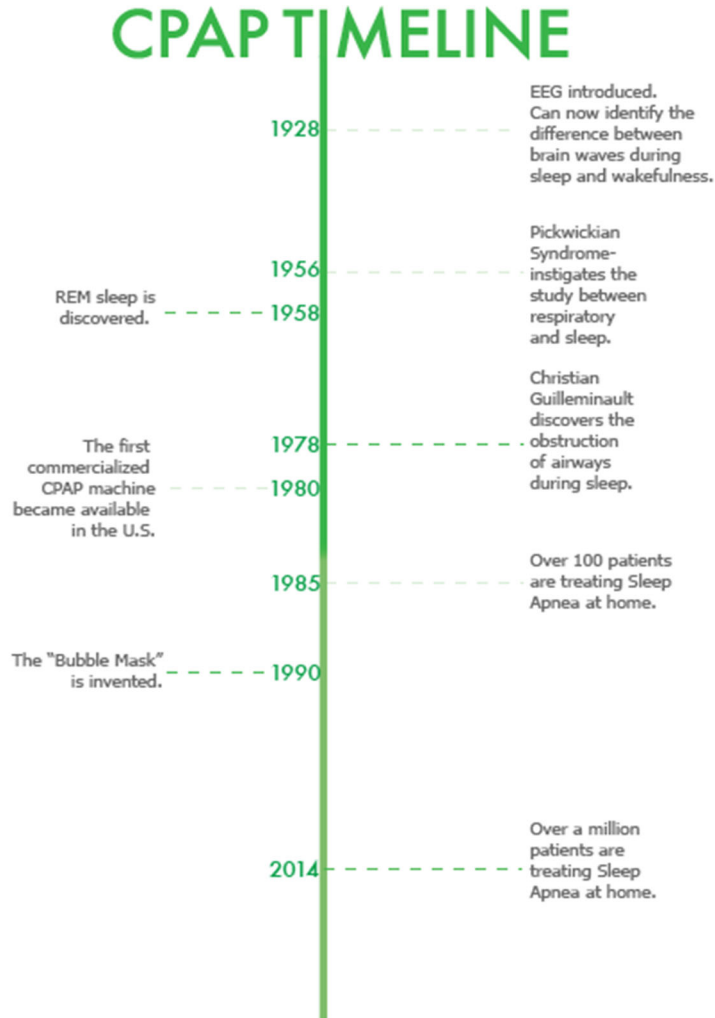 CPAP TIMELINE
1928
EEG introduced.
Can now identify the
difference between
brain waves during
sleep and wakefulness.
1956
Pickwickian
Syndrome-
instigates the
study between
respiratory
and sleep.
REM sleep is
discovered.
1958
1978
Christian
Guilleminault
discovers the
obstruction
of airways
during sleep.
The first
commercialized
CPAP machine
became available
in the U.S.
1980
1985
Over 100 patients
are treating Sleep
Apnea at home.
The “Bubble Mask”
is invented.
1990
2014
Over a million
patients are
treating Sleep
Apnea at home.